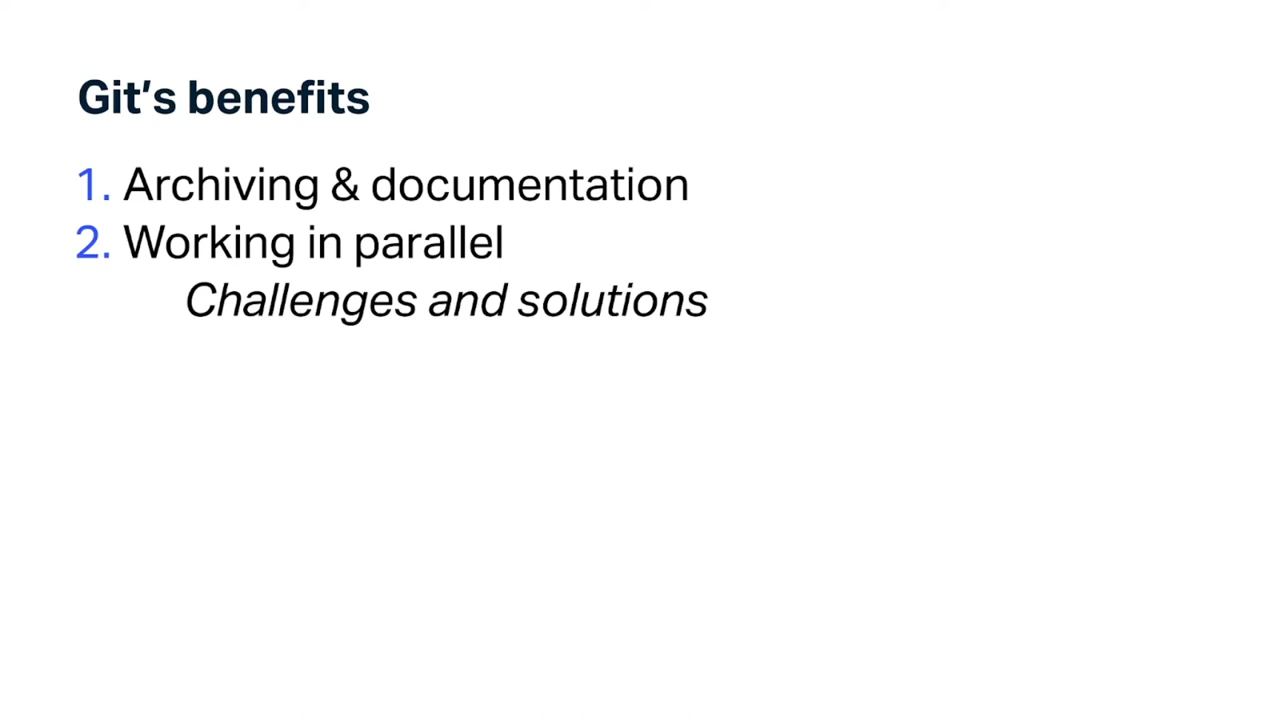 Git’s benefits
1. Archiving & documentation
2. Working in parallel
Challenges and solutions